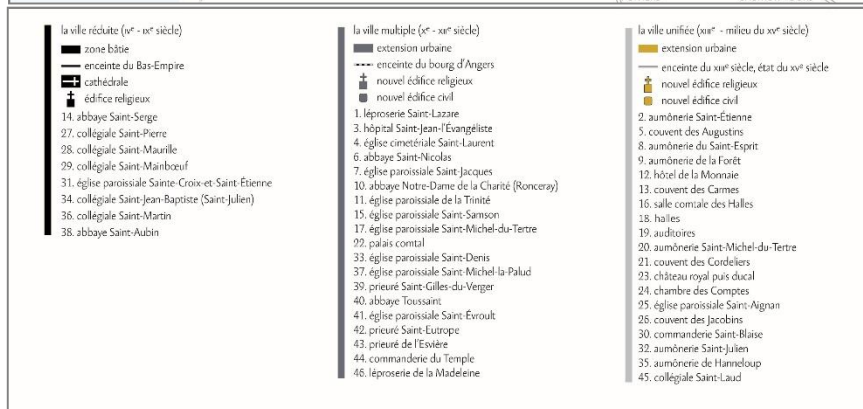 la ville réduite (IVᵉ - IXᵉ siècle)
zone bâtie
enceinte du Bas-Empire
cathédrale
édifice religieux
14. abbaye Saint-Serge
27. collégiale Saint-Pierre
28. collégiale Saint-Maurille
29. collégiale Saint-Mainbœuf
31. église paroissiale Sainte-Croix-et-Saint-Étienne
34. collégiale Saint-Jean-Baptiste (Saint-Julien)
36. collégiale Saint-Martin
38. abbaye Saint-Aubin
la ville multiple (Xᵉ - XIIᵉ siècle)
extension urbaine
enceinte du bourg d'Angers
nouvel édifice religieux
nouvel édifice civil
1. léproserie Saint-Lazare
3. hôpital Saint-Jean-l'Évangéliste
4. église cimetériale Saint-Laurent
6. abbaye Saint-Nicolas
7. église paroissiale Saint-Jacques
10. abbaye Notre-Dame de la Charité (Ronceray)
11. église paroissiale de la Trinité
15. église paroissiale Saint-Samson
17. église paroissiale Saint-Michel-du-Tertre
22. palais comtal
33. église paroissiale Saint-Denis
37. église paroissiale Saint-Michel-la-Palud
39. prieuré Saint-Gilles-du-Verger
40. abbaye Toussaint
41. église paroissiale Saint-Évroult
42. prieuré Saint-Eutrope
43. prieuré de l'Esvière
44. commanderie du Temple
46. léproserie de la Madeleine
la ville unifiée (XIIIᵉ - milieu du XVᵉ siècle)
extension urbaine
enceinte du XIIIᵉ siècle, état du XVᵉ siècle
nouvel édifice religieux
nouvel édifice civil
2. aumônerie Saint-Étienne
5. couvent des Augustins
8. aumônerie du Saint-Esprit
9. aumônerie de la Forêt
12. hôtel de la Monnaie
13. couvent des Carmes
16. salle comtale des Halles
18. halles
19. auditoires
20. aumônerie Saint-Michel-du-Tertre
21. couvent des Cordeliers
23. château royal puis ducal
24. chambre des Comptes
25. église paroissiale Saint-Aignan
26. couvent des Jacobins
30. commanderie Saint-Blaise
32. aumônerie Saint-Julien
35. aumônerie de Hanneloup
45. collégiale Saint-Laud